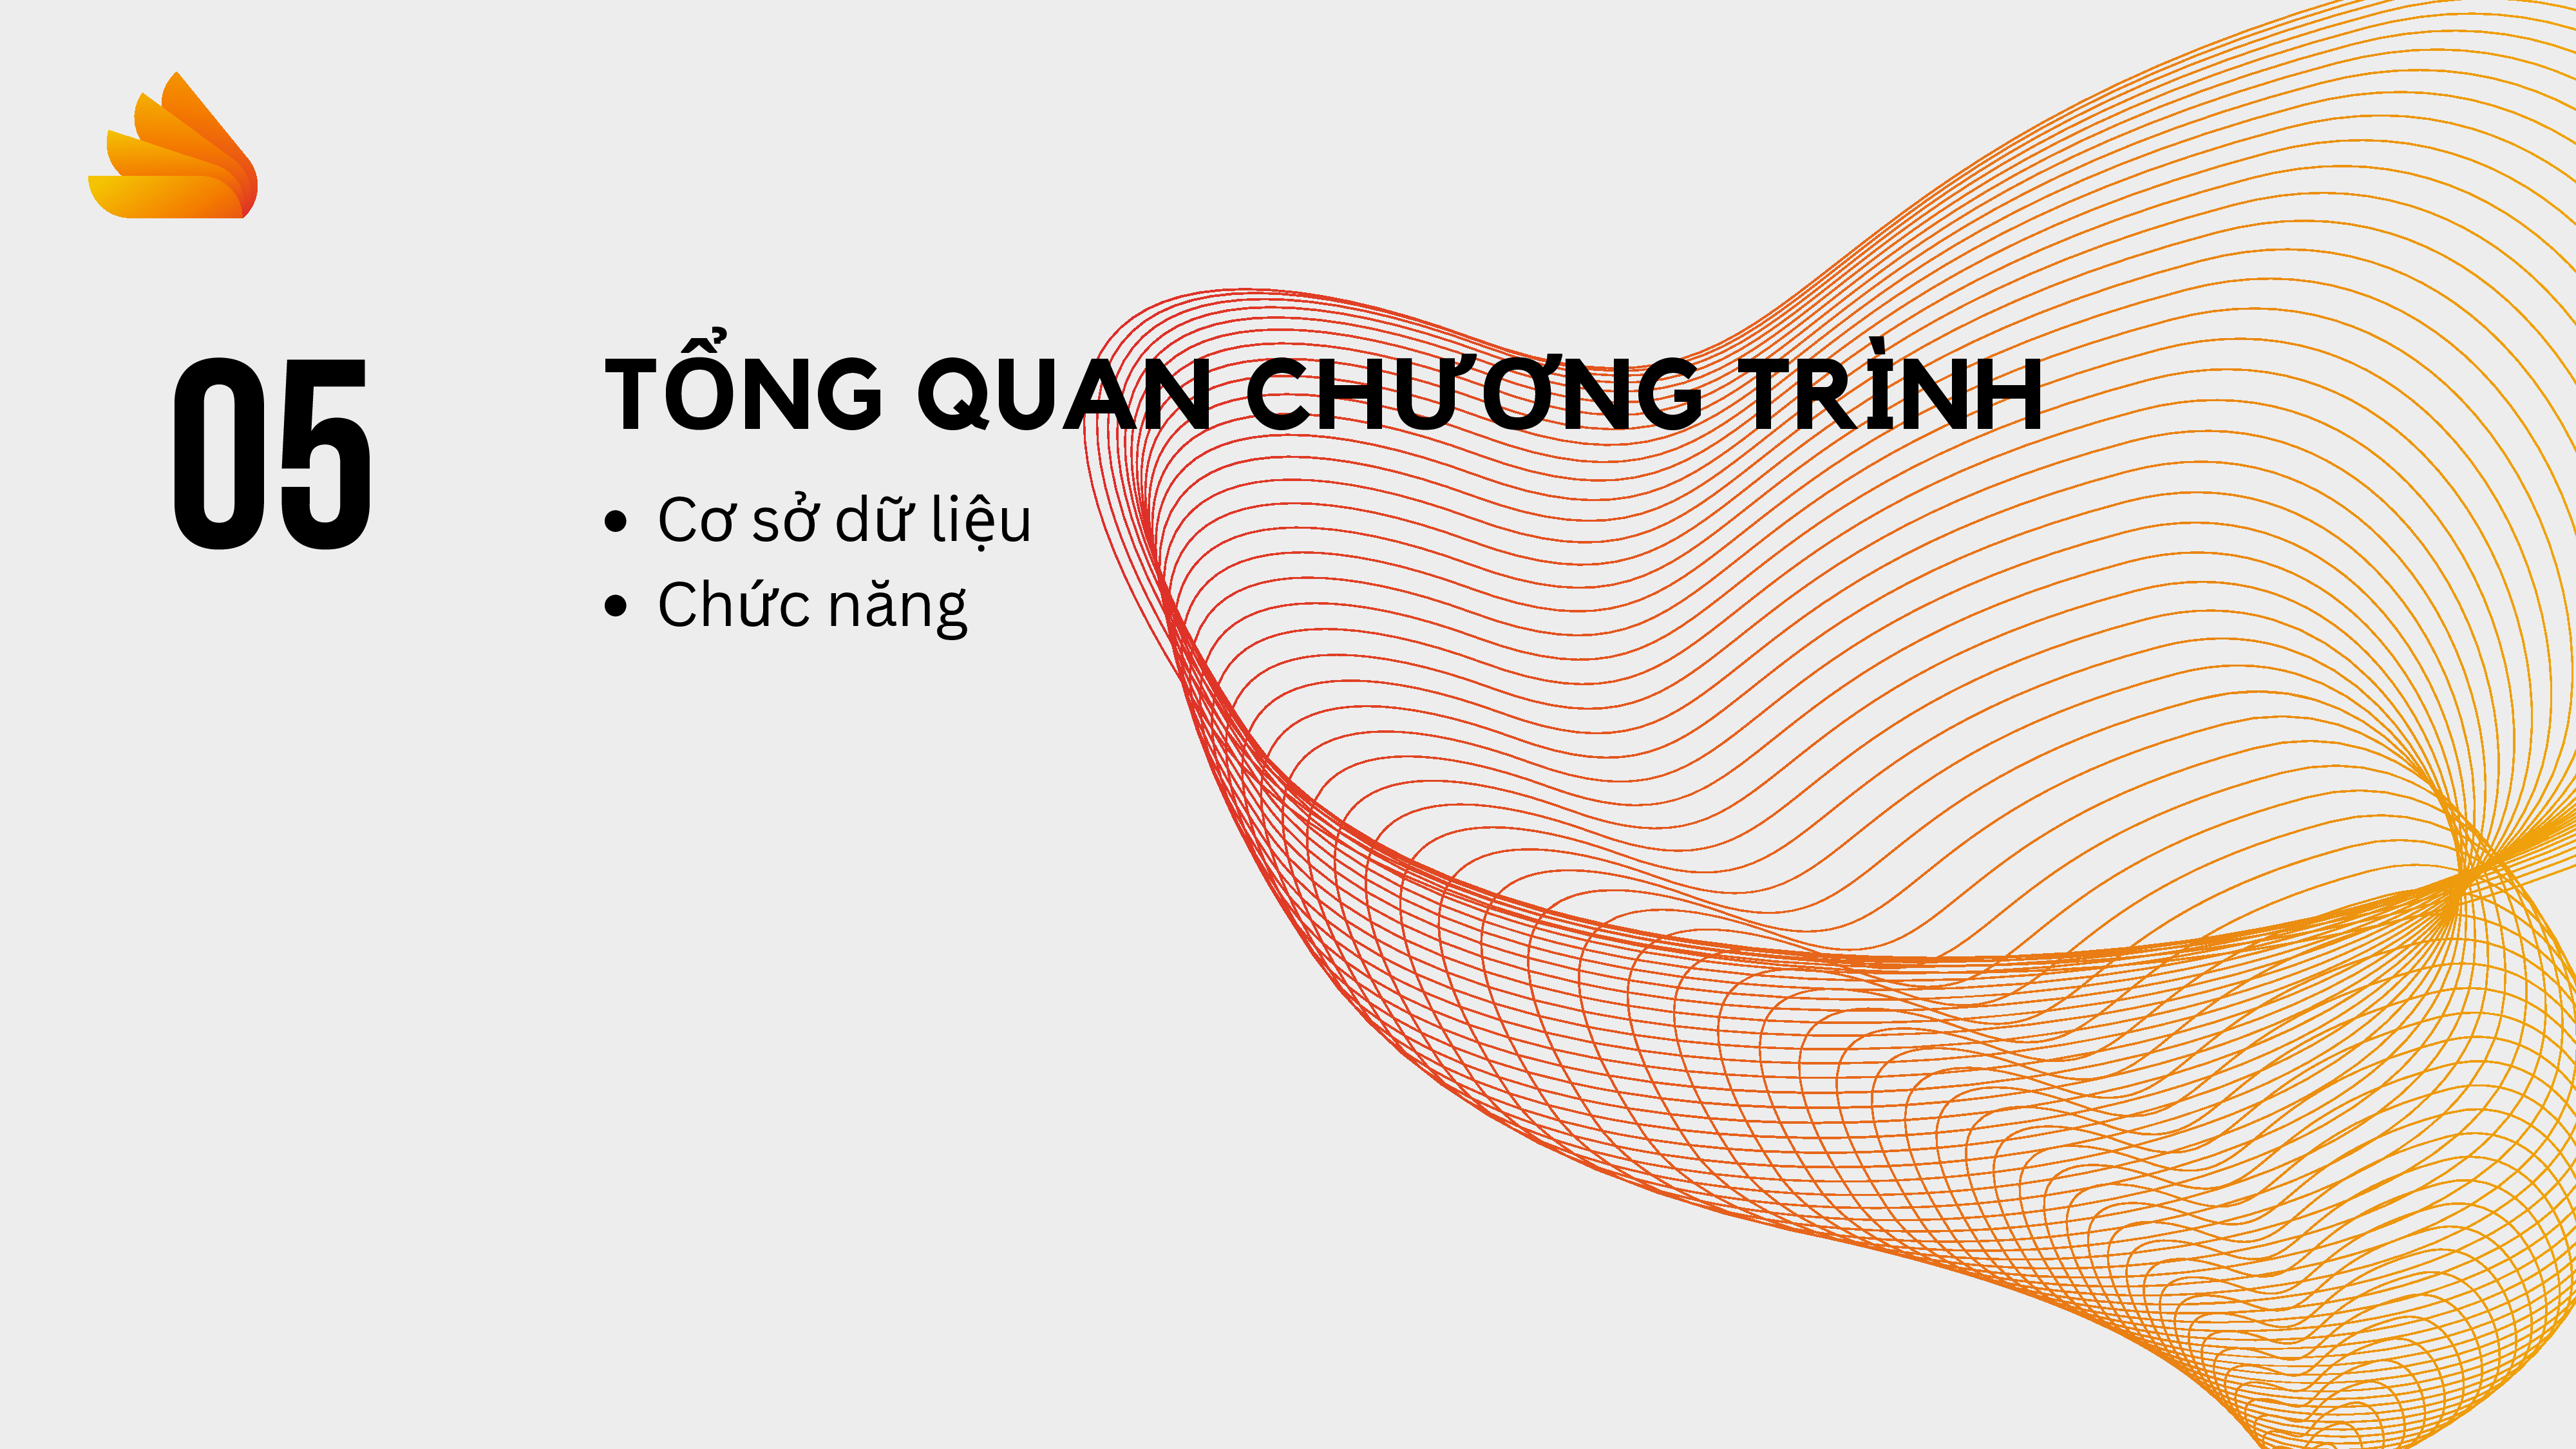 05
TỔNG QUAN CHƯƠNG TRÌNH
• Cơ sở dữ liệu
• Chức năng